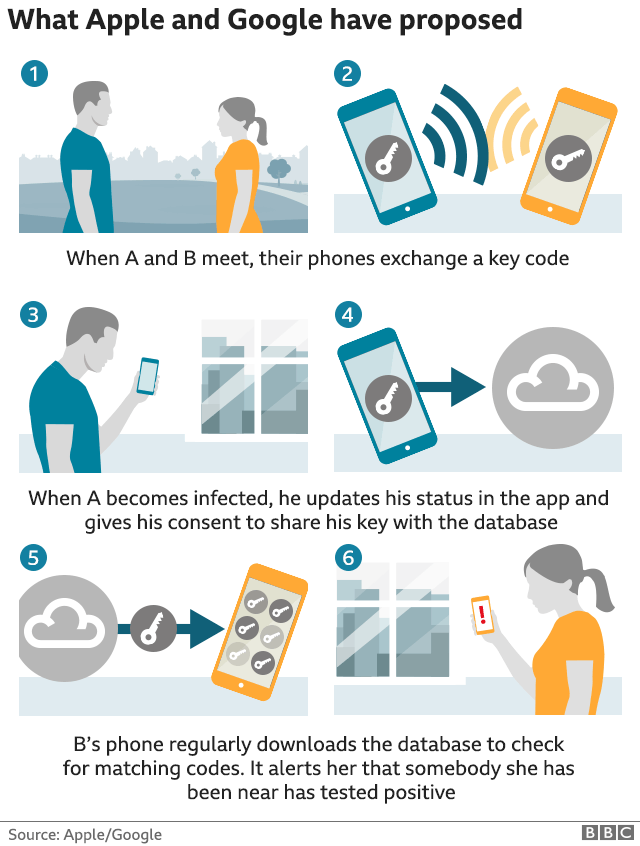 What Apple and Google have proposed
1
2
When A and B meet, their phones exchange a key code
3
4
When A becomes infected, he updates his status in the app and
gives his consent to share his key with the database
5
6
!
B's phone regularly downloads the database to check
for matching codes. It alerts her that somebody she has
been near has tested positive
Source: Apple/Google
BBC